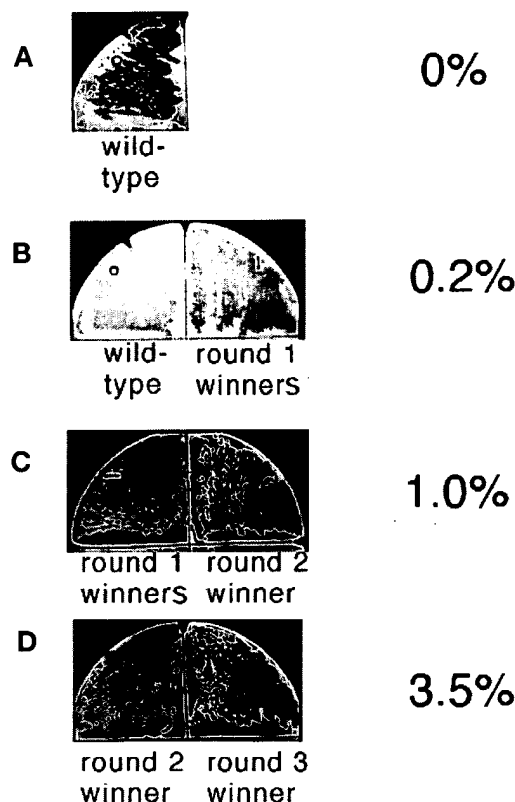 A
0%
wild-
type
B
0.2%
wild- round 1
type winners
C
1.0%
round 1 round 2
winners winner
D
3.5%
round 2 round 3
winner winner